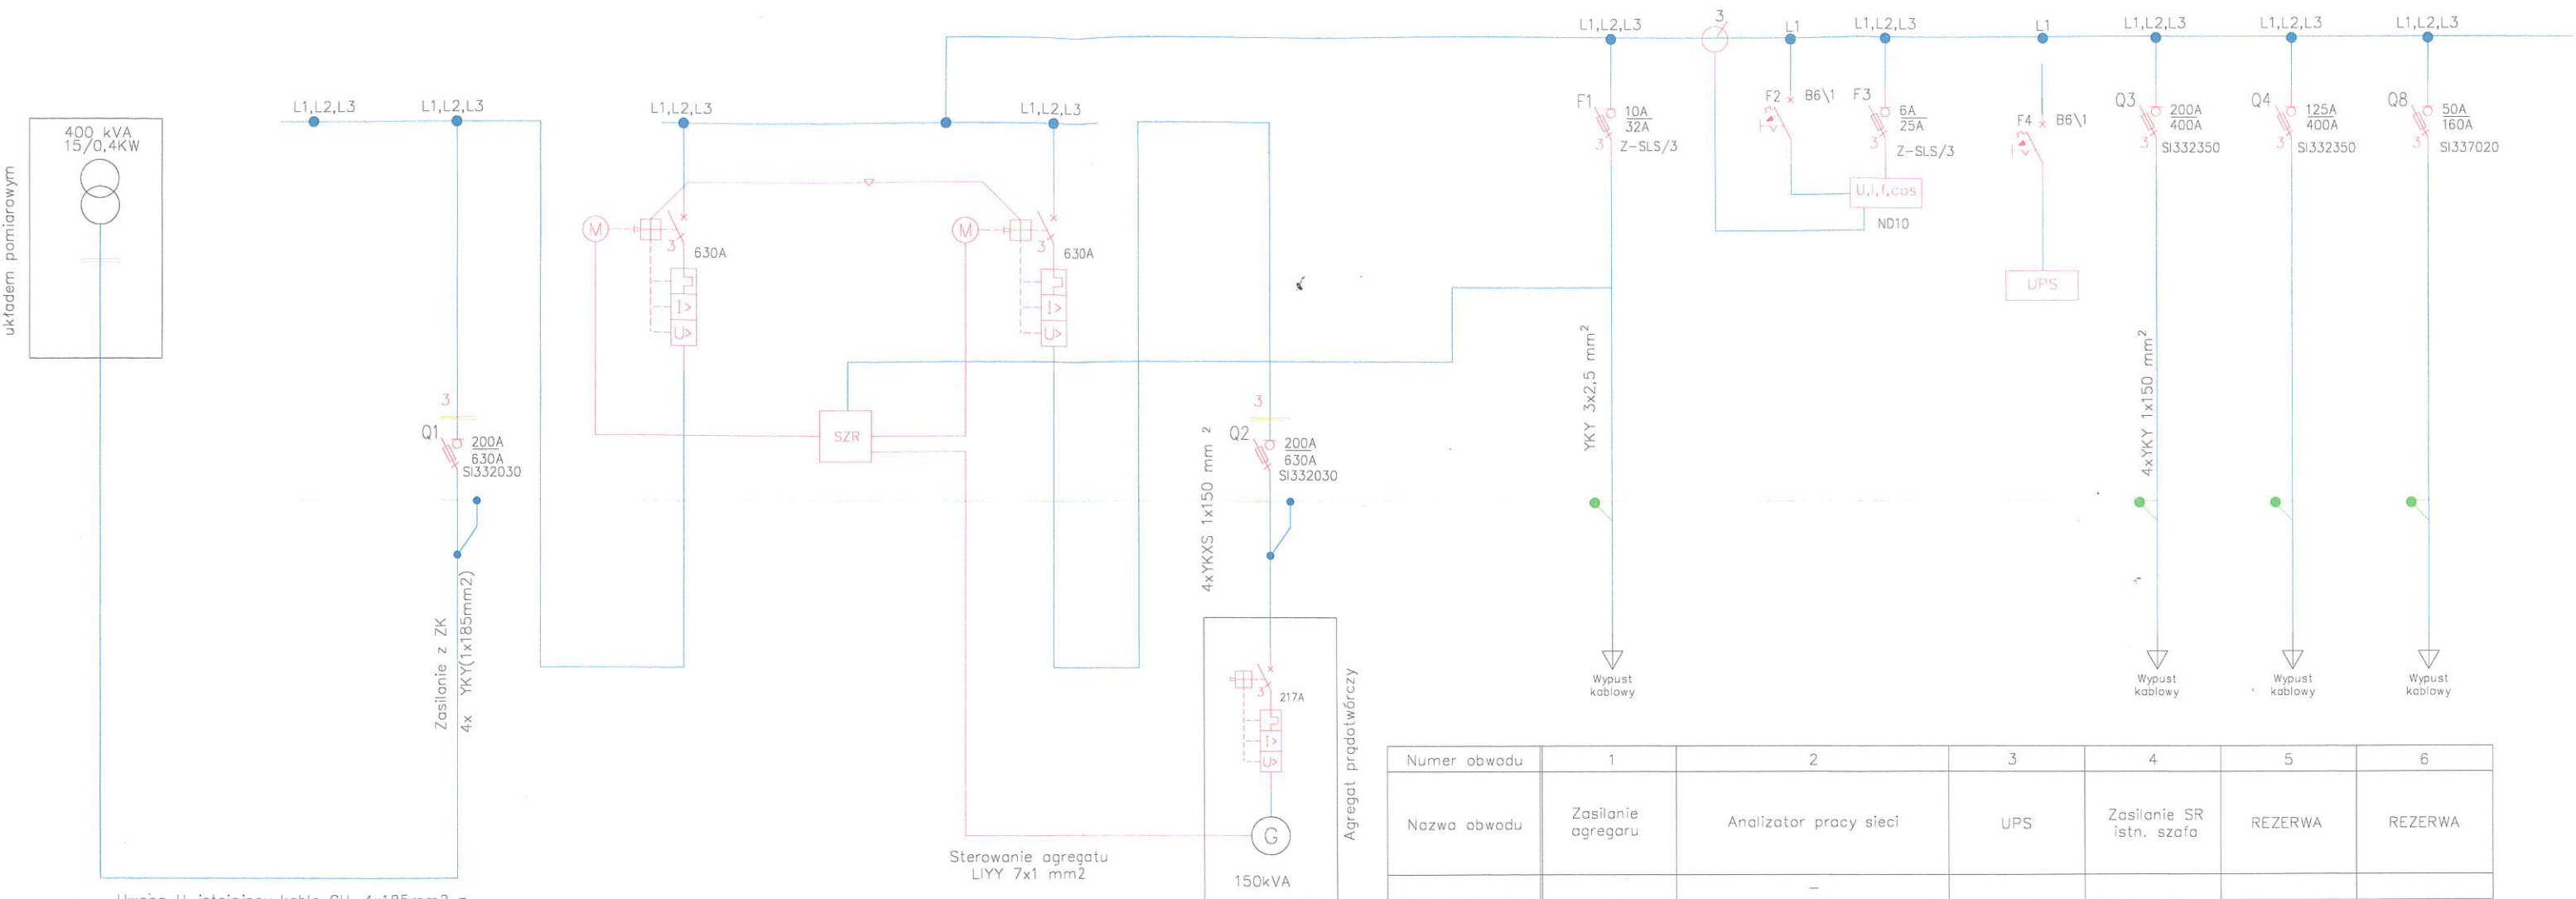 układem pomiarowym
400 kVA
15/0,4KW
L1,L2,L3
L1,L2,L3
3
Q1
200A
630A
SI332030
Zasilanie z ZK
4x YKY(1x185mm2)
L1,L2,L3
M
3
630A
I>
U>
L1,L2,L3
M
3
630A
I>
U>
SZR
3
Q2
200A
630A
SI332030
4xYKXS 1x150 mm 2
3
217A
I>
U>
G
150kVA
Agregat prądotwórczy
Sterowanie agregatu
LIYY 7x1 mm2
L1,L2,L3
F1
10A
32A
3
Z-SLS/3
YKY 3x2,5 mm2
Wypust
kablowy
3
L1
F2
B6\1
L1,L2,L3
F3
6A
25A
3
Z-SLS/3
U,I,f,cos
ND10
L1
F4
B6\1
UPS
L1,L2,L3
Q3
200A
400A
3
SI332350
4xYKY 1x150 mm2
Wypust
kablowy
L1,L2,L3
Q4
125A
400A
3
SI332350
Wypust
kablowy
L1,L2,L3
Q8
50A
160A
3
SI337020
Wypust
kablowy
Numer obwodu 1 2 3 4 5 6
Nazwa obwodu
Zasilanie
agregaru
Analizator pracy sieci
UPS
Zasilanie SR
istn. szafa
REZERWA
REZERWA
–